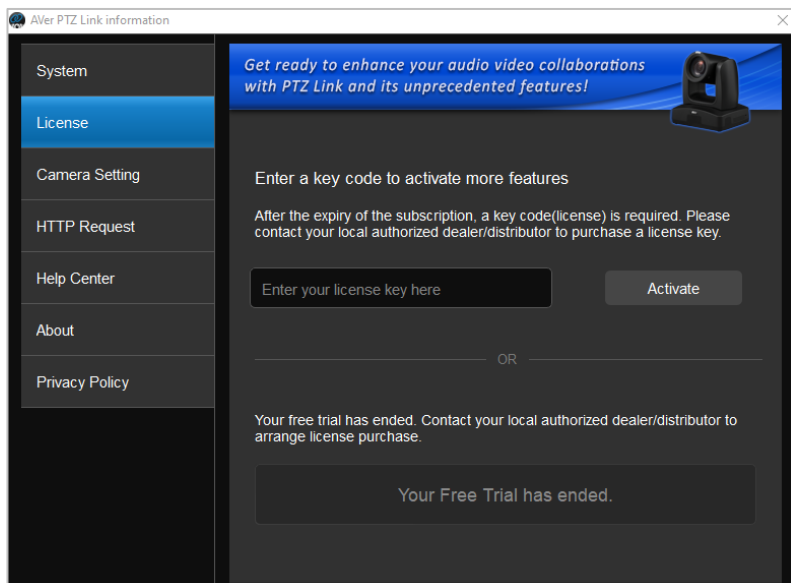 AVer PTZ Link information
System
License
Camera Setting
HTTP Request
Help Center
About
Privacy Policy
Get ready to enhance your audio video collaborations
with PTZ Link and its unprecedented features!
Enter a key code to activate more features
After the expiry of the subscription, a key code(license) is required. Please
contact your local authorized dealer/distributor to purchase a license key.
Enter your license key here
Activate
OR
Your free trial has ended. Contact your local authorized dealer/distributor to
arrange license purchase.
Your Free Trial has ended.